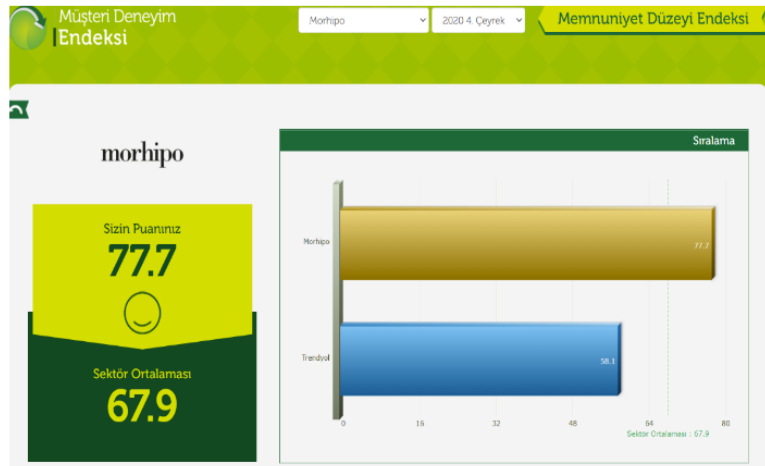 Müşteri Deneyim
Endeksi
Morhipo
2020 4. Çeyrek
Memnuniyet Düzeyi Endeksi
morhipo
Sizin Puanınız
77.7
Sektör Ortalaması
67.9
Sıralama
Morhipo
77.7
Trendyol
58.1
0
16
32
48
64
80
Sektör Ortalaması : 67.9